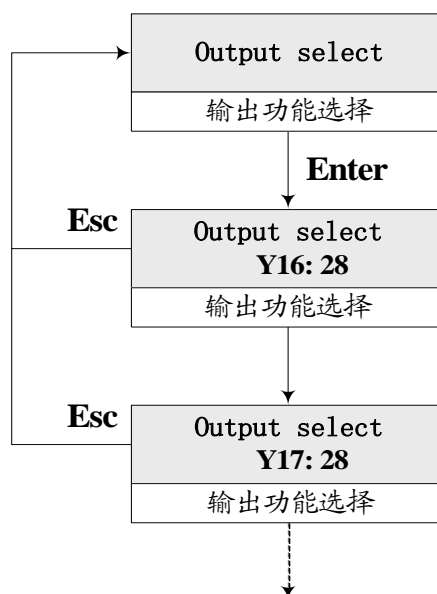 Output select
输出功能选择
Enter
Esc
Output select
Y16: 28
输出功能选择
Esc
Output select
Y17: 28
输出功能选择